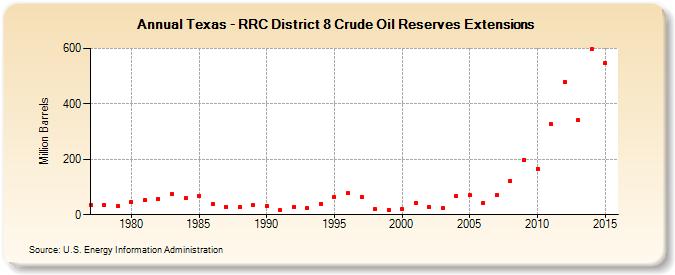 Annual Texas - RRC District 8 Crude Oil Reserves Extensions
Million Barrels
600
400
200
0
1980 1985 1990 1995 2000 2005 2010 2015
Source: U.S. Energy Information Administration